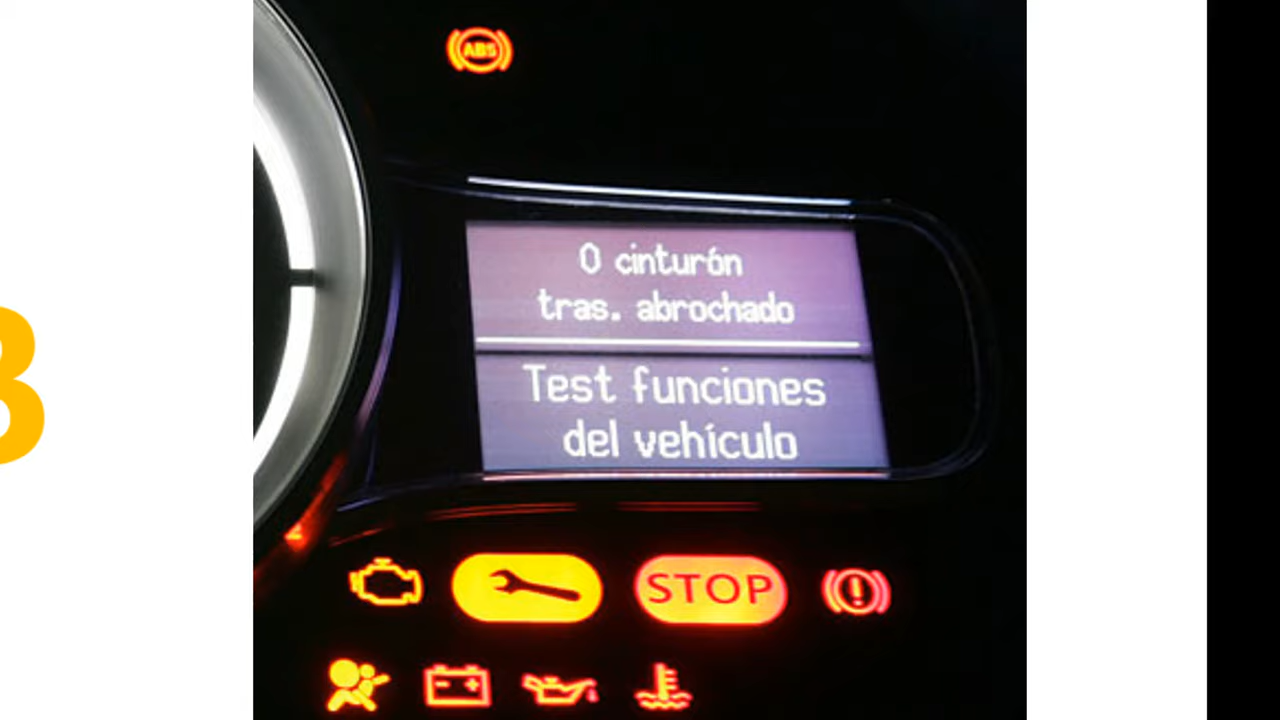 ABS
0 cinturón
tras. abrochado
Test funciones
del vehículo
STOP